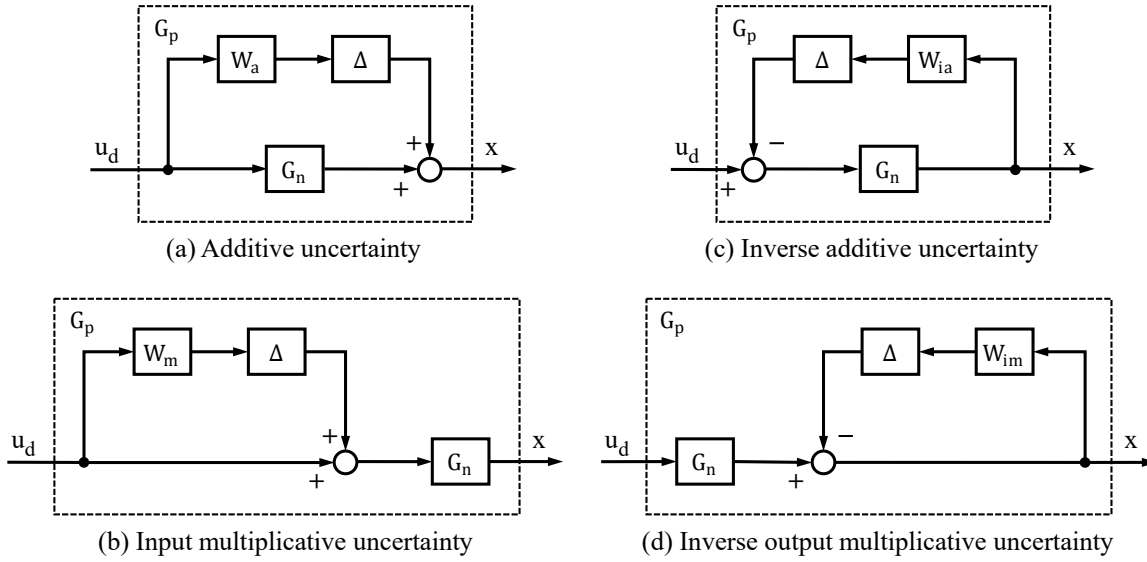 G_p
W_a
Δ
+
u_d
G_n
+
x
(a) Additive uncertainty
G_p
Δ
W_ia
−
u_d
+
G_n
x
(c) Inverse additive uncertainty
G_p
W_m
Δ
+
u_d
+
G_n
x
(b) Input multiplicative uncertainty
G_p
Δ
W_im
−
u_d
G_n
+
x
(d) Inverse output multiplicative uncertainty